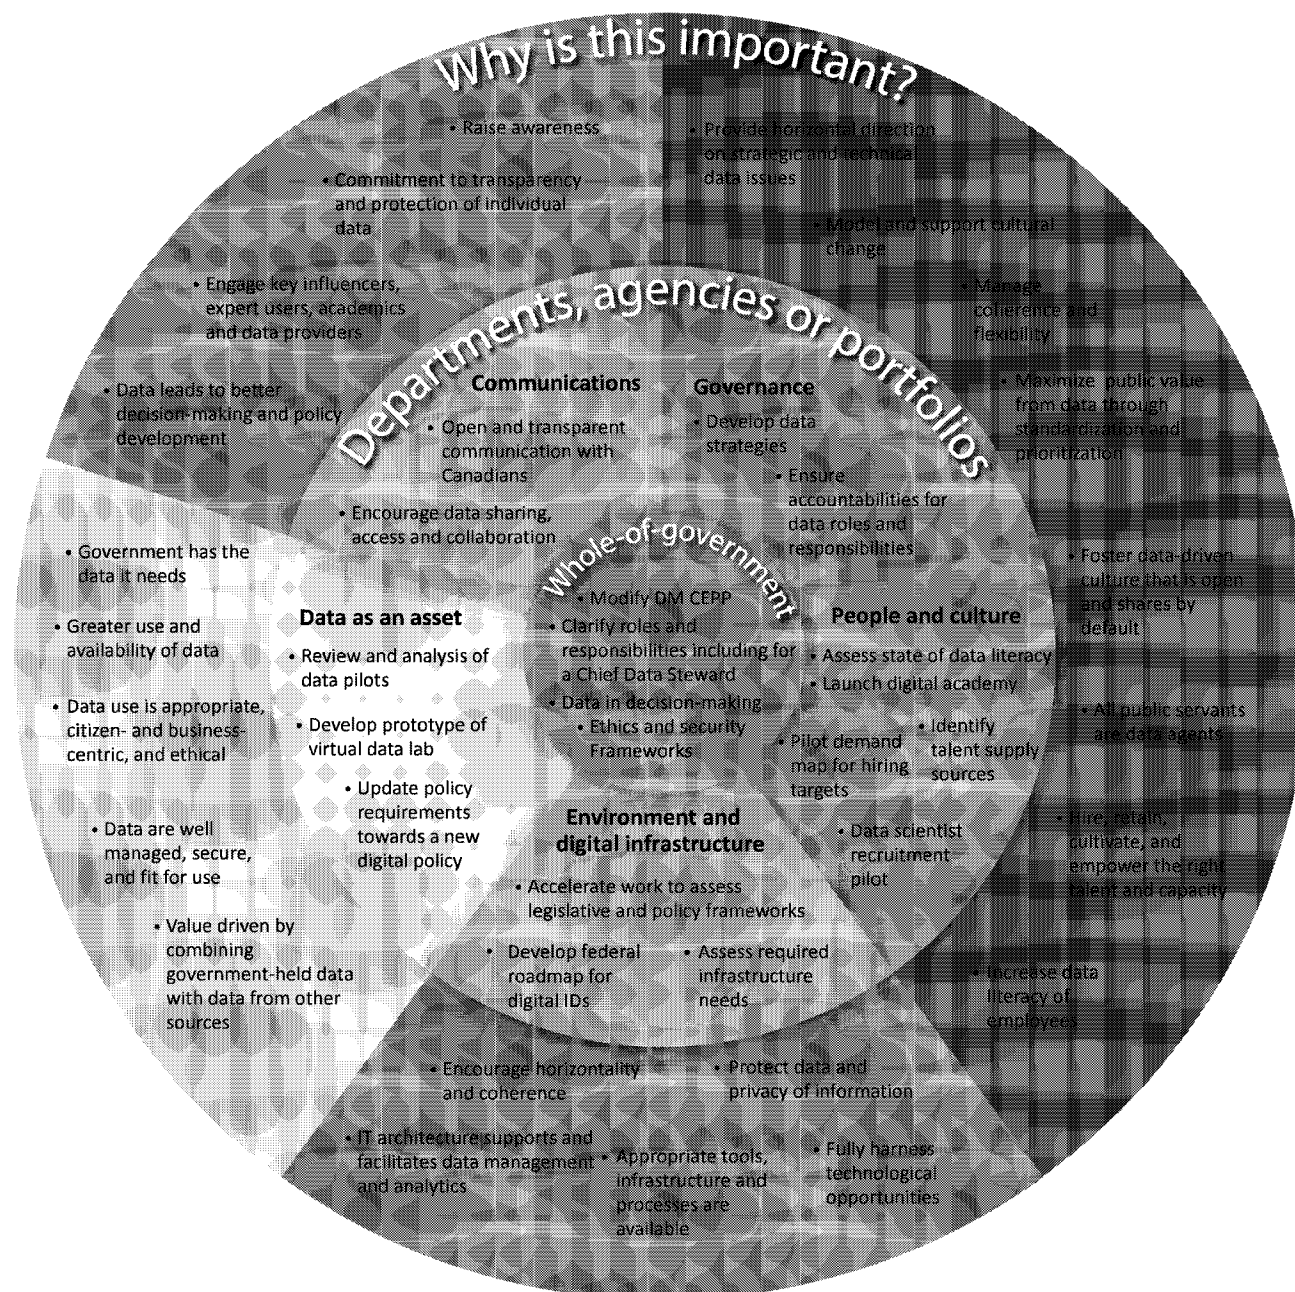 Why is this important?
• Raise awareness
• Commitment to transparency
and protection of individual
data
• Engage key influencers,
expert users, academics
and data providers
• Data leads to better
decision-making and policy
development
• Provide horizontal direction
on strategic and technical
data issues
• Model and support cultural
change
• Manage
coherence and
flexibility
• Maximize public value
from data through
standardization and
prioritization
• Foster data-driven
culture that is open
and shares by
default
• All public servants
are data agents
• Hire, retain,
cultivate, and
empower the right
talent and capacity
• Increase data
literacy of
employees
• Government has the
data it needs
• Greater use and
availability of data
• Data use is appropriate,
citizen- and business-
centric, and ethical
• Data are well
managed, secure,
and fit for use
• Value driven by
combining
government-held data
with data from other
sources
• Encourage horizontality
and coherence
• Protect data and
privacy of information
• IT architecture supports and
facilitates data management
and analytics
• Appropriate tools,
infrastructure and
processes are
available
• Fully harness
technological
opportunities
Departments, agencies or portfolios
Communications
• Open and transparent
communication with
Canadians
• Encourage data sharing,
access and collaboration
Governance
• Develop data
strategies
• Ensure
accountabilities for
data roles and
responsibilities
Data as an asset
• Review and analysis of
data pilots
• Develop prototype of
virtual data lab
• Update policy
requirements
towards a new
digital policy
People and culture
• Assess state of data literacy
• Launch digital academy
• Pilot demand
map for hiring
targets
• Identify
talent supply
sources
• Data scientist
recruitment
pilot
Environment and
digital infrastructure
• Accelerate work to assess
legislative and policy frameworks
• Develop federal
roadmap for
digital IDs
• Assess required
infrastructure
needs
Whole-of-government
• Modify DM CEPP
• Clarify roles and
responsibilities including for
a Chief Data Steward
• Data in decision-making
• Ethics and security
Frameworks